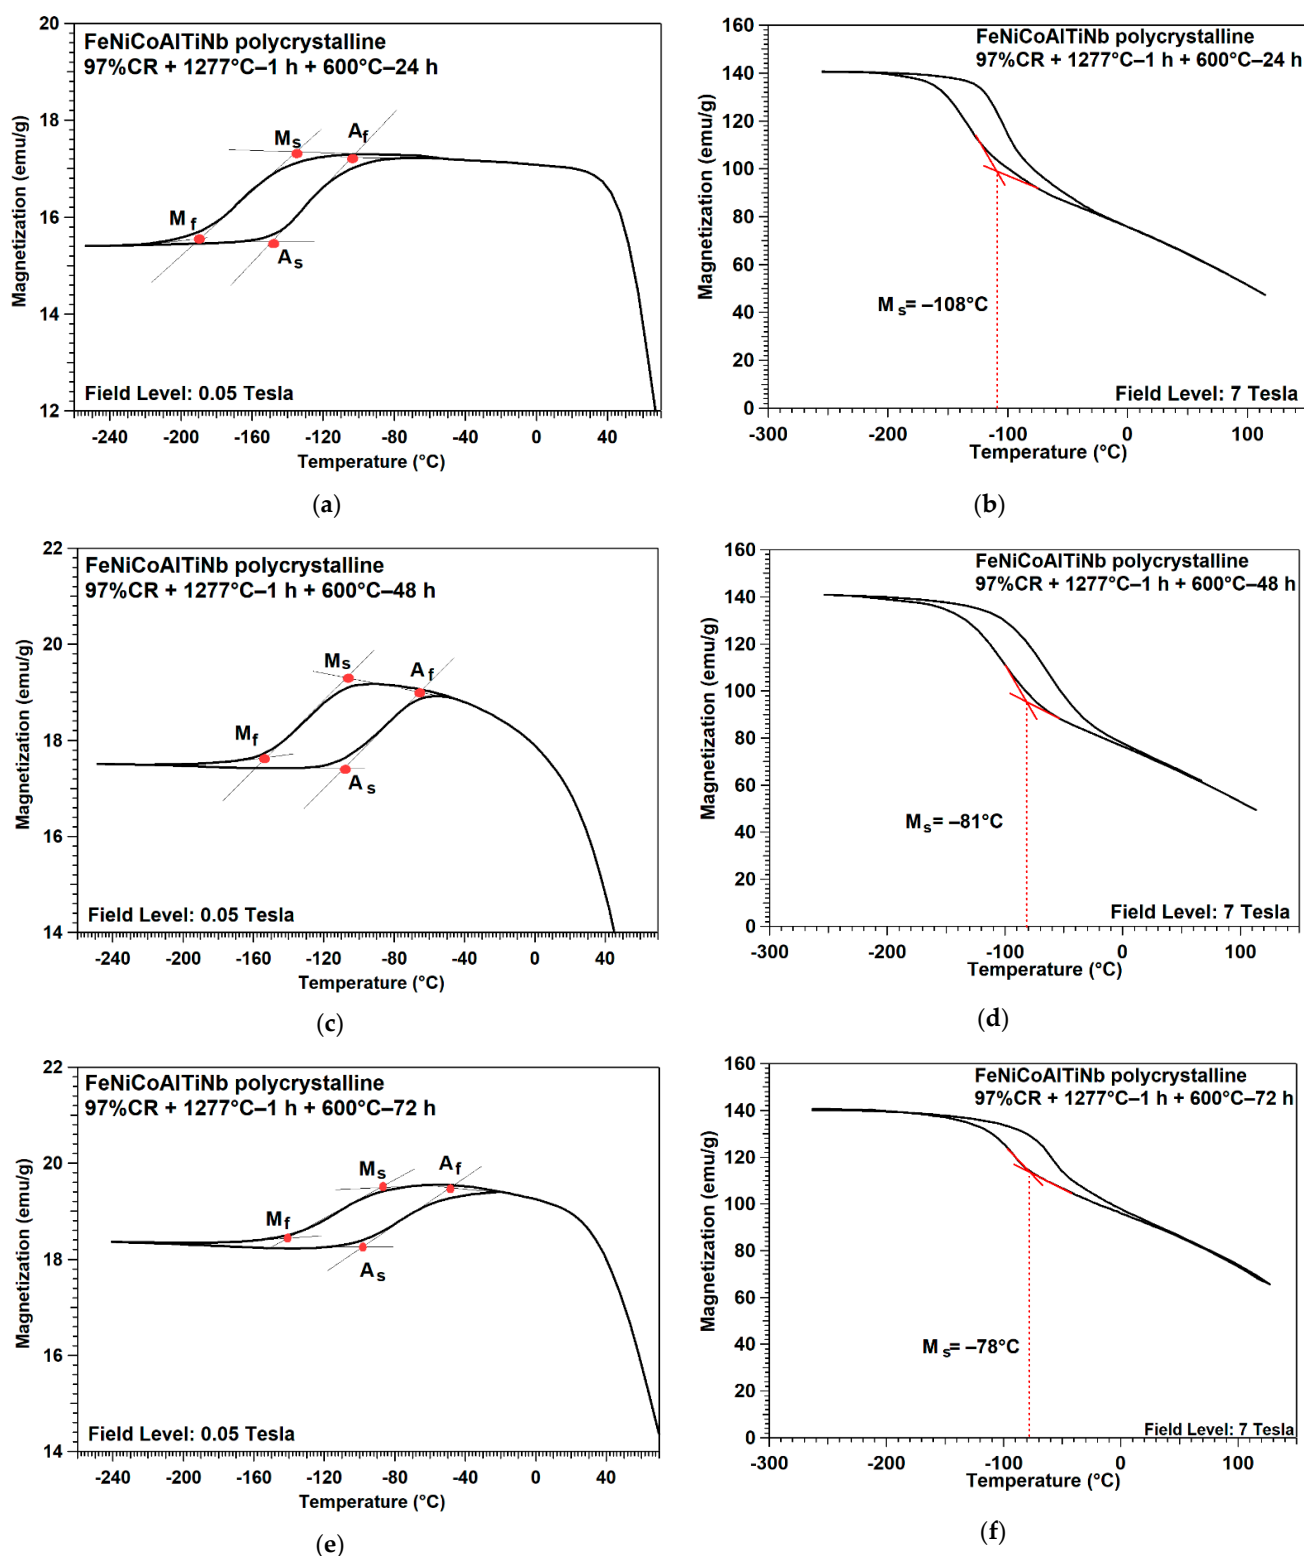 FeNiCoAlTiNb polycrystalline
97%CR + 1277°C–1 h + 600°C–24 h
Magnetization (emu/g)
20
18
16
14
12
Ms
Af
Mf
As
Field Level: 0.05 Tesla
-240 -200 -160 -120 -80 -40 0 40
Temperature (°C)
(a)
FeNiCoAlTiNb polycrystalline
97%CR + 1277°C–1 h + 600°C–24 h
Magnetization (emu/g)
160
140
120
100
80
60
40
20
0
Ms= –108°C
Field Level: 7 Tesla
-300 -200 -100 0 100
Temperature (°C)
(b)
FeNiCoAlTiNb polycrystalline
97%CR + 1277°C–1 h + 600°C–48 h
Magnetization (emu/g)
22
20
18
16
14
Ms
Af
Mf
As
Field Level: 0.05 Tesla
-240 -200 -160 -120 -80 -40 0 40
Temperature (°C)
(c)
FeNiCoAlTiNb polycrystalline
97%CR + 1277°C–1 h + 600°C–48 h
Magnetization (emu/g)
160
140
120
100
80
60
40
20
0
Ms= –81°C
Field Level: 7 Tesla
-300 -200 -100 0 100
Temperature (°C)
(d)
FeNiCoAlTiNb polycrystalline
97%CR + 1277°C–1 h + 600°C–72 h
Magnetization (emu/g)
22
20
18
16
14
Ms
Af
Mf
As
Field Level: 0.05 Tesla
-240 -200 -160 -120 -80 -40 0 40
Temperature (°C)
(e)
FeNiCoAlTiNb polycrystalline
97%CR + 1277°C–1 h + 600°C–72 h
Magnetization (emu/g)
160
140
120
100
80
60
40
20
0
Ms= –78°C
Field Level: 7 Tesla
-300 -200 -100 0 100
Temperature (°C)
(f)